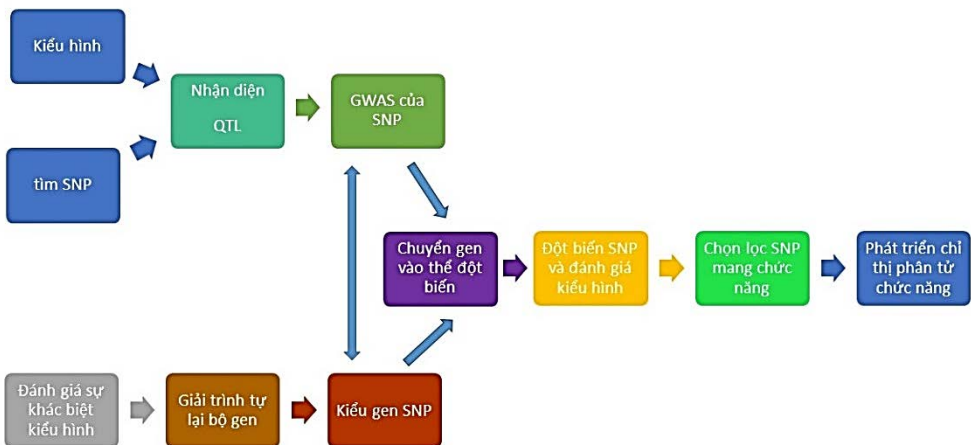 Kiểu hình
tìm SNP
Nhận diện
QTL
GWAS của
SNP
Chuyển gen
vào thể đột
biến
Đột biến SNP
và đánh giá
kiểu hình
Chọn lọc SNP
mang chức
năng
Phát triển chỉ
thị phân tử
chức năng
Đánh giá sự
khác biệt
kiểu hình
Giải trình tự
lại bộ gen
Kiểu gen SNP